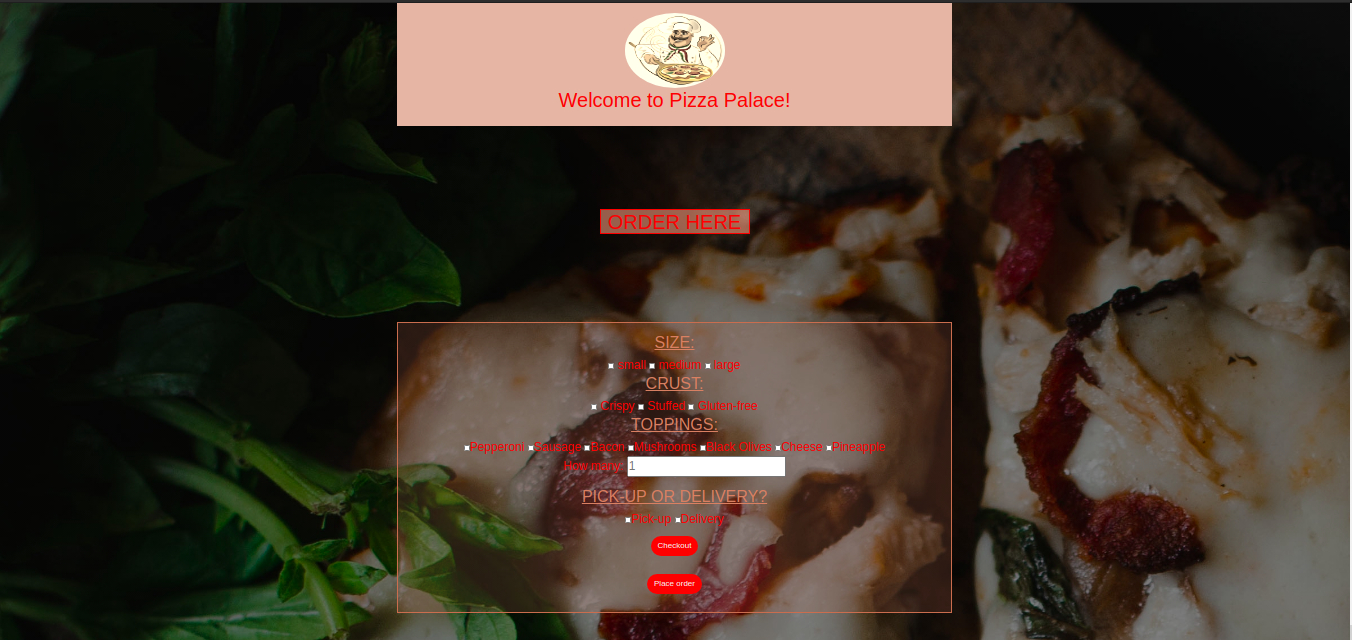 Welcome to Pizza Palace!
ORDER HERE
SIZE:
small medium large
CRUST:
Crispy Stuffed Gluten-free
TOPPINGS:
Pepperoni Sausage Bacon Mushrooms Black Olives Cheese Pineapple
How many: 1
PICK-UP OR DELIVERY?
Pick-up Delivery
Checkout
Place order